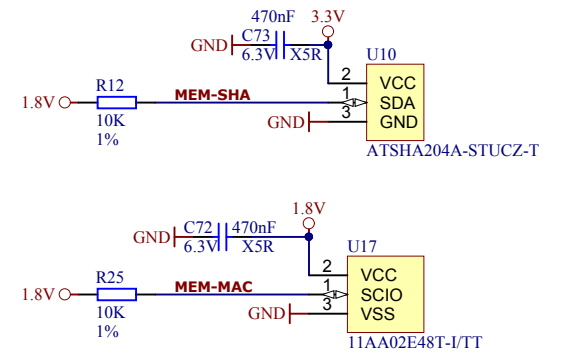 470nF 3.3V
GND C73
6.3V X5R
U10
R12
2 VCC
1.8V MEM-SHA 1 SDA
10K GND 3 GND
1%
ATSHA204A-STUCZ-T
1.8V
C72 470nF
GND
6.3V X5R
U17
R25
2 VCC
1.8V MEM-MAC 1 SCIO
10K GND 3 VSS
1%
11AA02E48T-I/TT